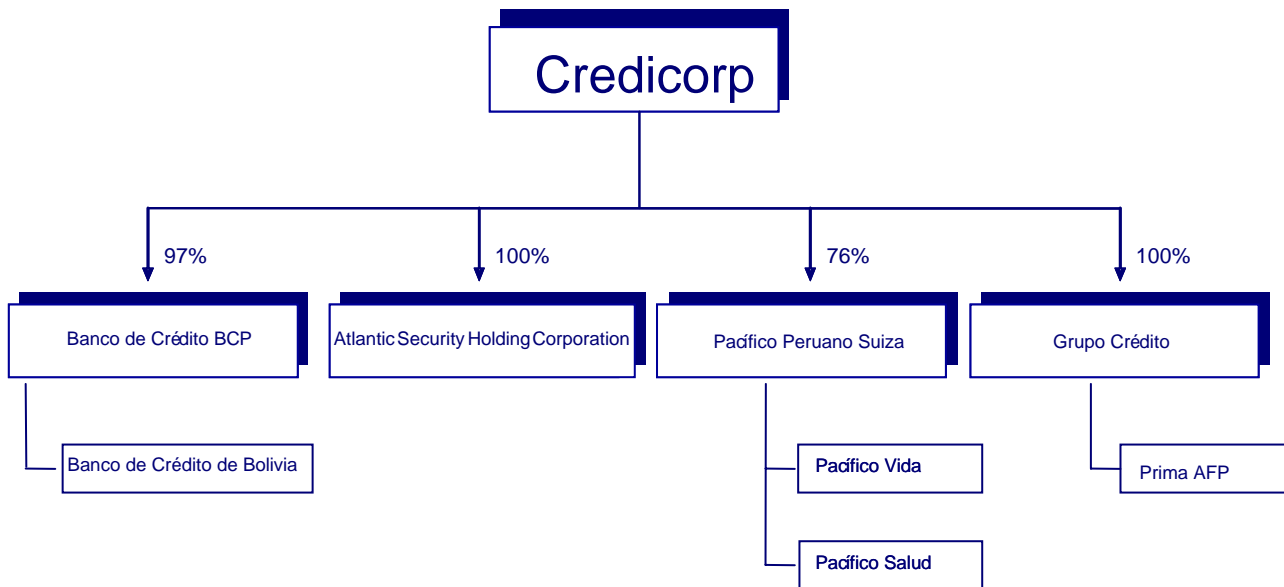 Credicorp
97%
100%
76%
100%
Banco de Crédito BCP
Atlantic Security Holding Corporation
Pacífico Peruano Suiza
Grupo Crédito
Banco de Crédito de Bolivia
Pacífico Vida
Prima AFP
Pacífico Salud